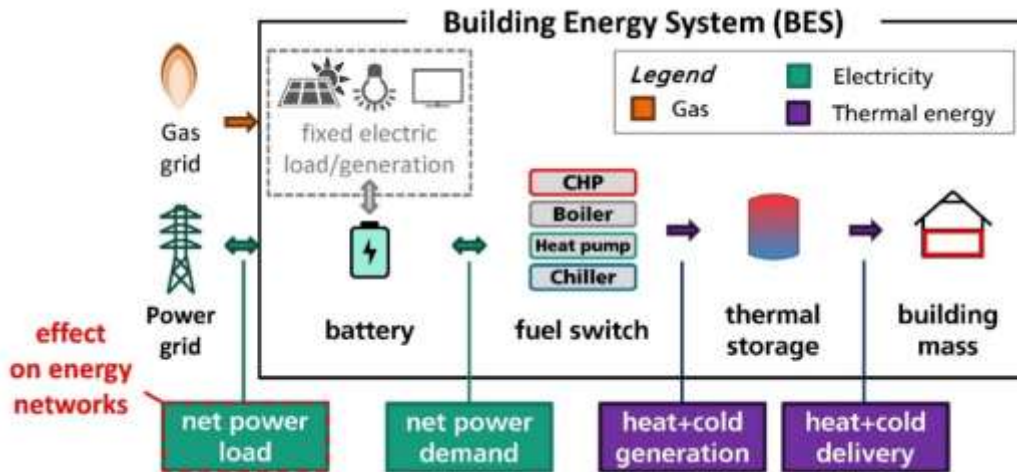 Building Energy System (BES)
Gas
grid
fixed electric
load/generation
Legend
Gas
Electricity
Thermal energy
Power
grid
battery
CHP
Boiler
Heat pump
Chiller
fuel switch
thermal
storage
building
mass
effect
on energy
networks
net power
load
net power
demand
heat+cold
generation
heat+cold
delivery